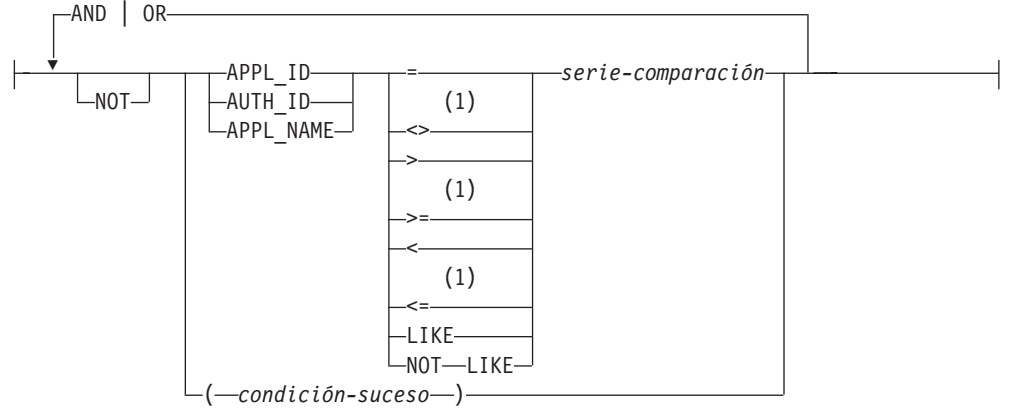 AND | OR
APPL_ID = serie-comparación
NOT AUTH_ID (1)
APPL_NAME <>
>
(1)
>=
<
(1)
<=
LIKE
NOT LIKE
( condición-suceso )